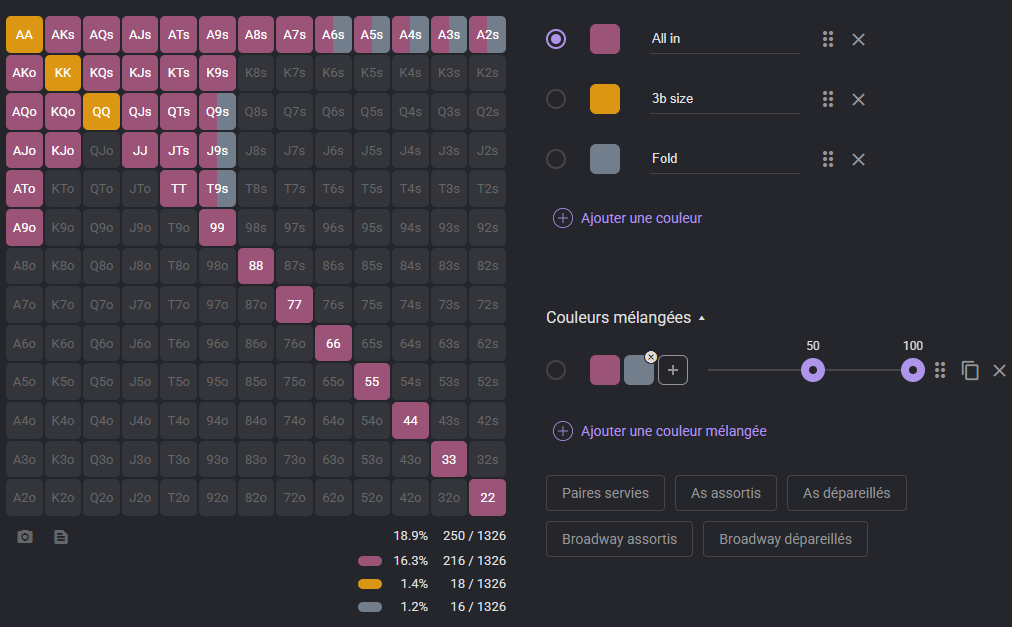 AA AKs AQs AJs ATs A9s A8s A7s A6s A5s A4s A3s A2s
AKo KK KQs KJs KTs K9s K8s K7s K6s K5s K4s K3s K2s
AQo KQo QQ QJs QTs Q9s Q8s Q7s Q6s Q5s Q4s Q3s Q2s
AJo KJo QJo JJ JTs J9s J8s J7s J6s J5s J4s J3s J2s
ATo KTo QTo JTo TT T9s T8s T7s T6s T5s T4s T3s T2s
A9o K9o Q9o J9o T9o 99 98s 97s 96s 95s 94s 93s 92s
A8o K8o Q8o J8o T8o 98o 88 87s 86s 85s 84s 83s 82s
A7o K7o Q7o J7o T7o 97o 87o 77 76s 75s 74s 73s 72s
A6o K6o Q6o J6o T6o 96o 86o 76o 66 65s 64s 63s 62s
A5o K5o Q5o J5o T5o 95o 85o 75o 65o 55 54s 53s 52s
A4o K4o Q4o J4o T4o 94o 84o 74o 64o 54o 44 43s 42s
A3o K3o Q3o J3o T3o 93o 83o 73o 63o 53o 43o 33 32s
A2o K2o Q2o J2o T2o 92o 82o 72o 62o 52o 42o 32o 22
18.9% 250 / 1326
16.3% 216 / 1326
1.4% 18 / 1326
1.2% 16 / 1326
All in
3b size
Fold
Ajouter une couleur
Couleurs mélangées
50 100
Ajouter une couleur mélangée
Paires servies As assortis As dépareillés
Broadway assortis Broadway dépareillés